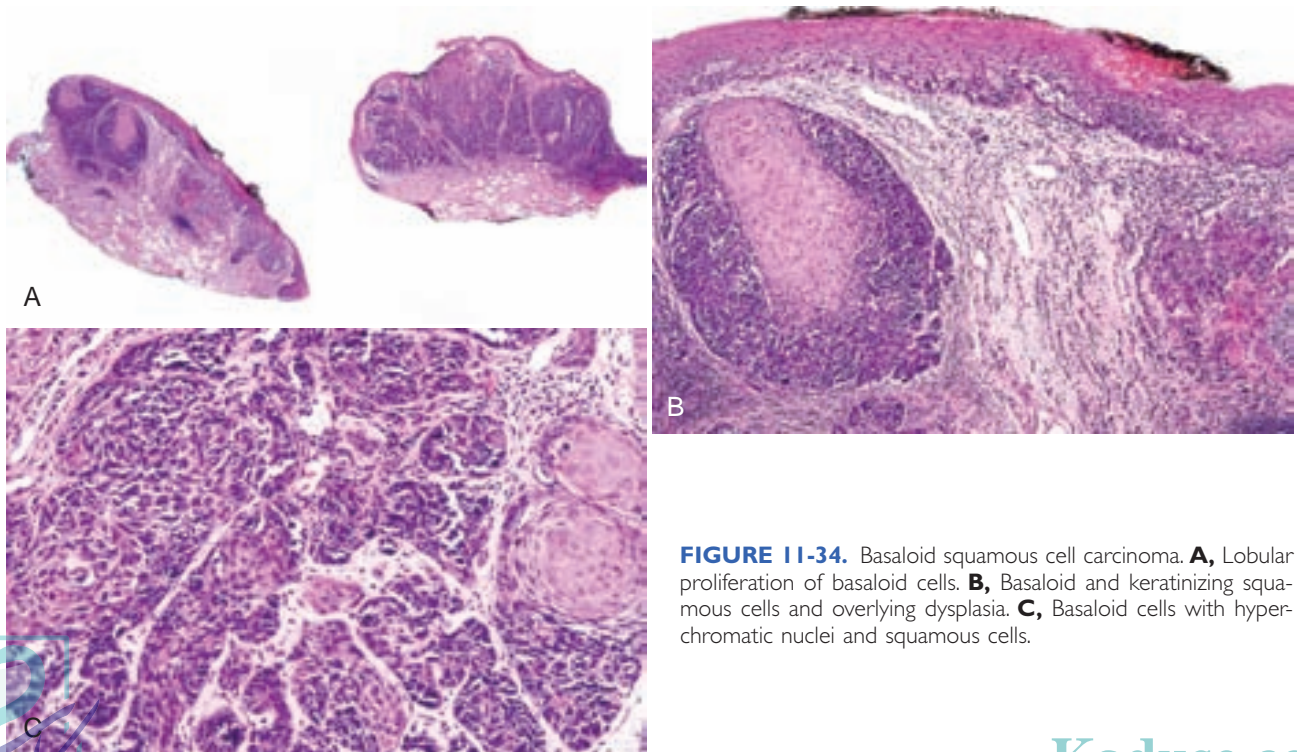 A
B
C
FIGURE 11-34. Basaloid squamous cell carcinoma. A, Lobular
proliferation of basaloid cells. B, Basaloid and keratinizing squa-
mous cells and overlying dysplasia. C, Basaloid cells with hyper-
chromatic nuclei and squamous cells.